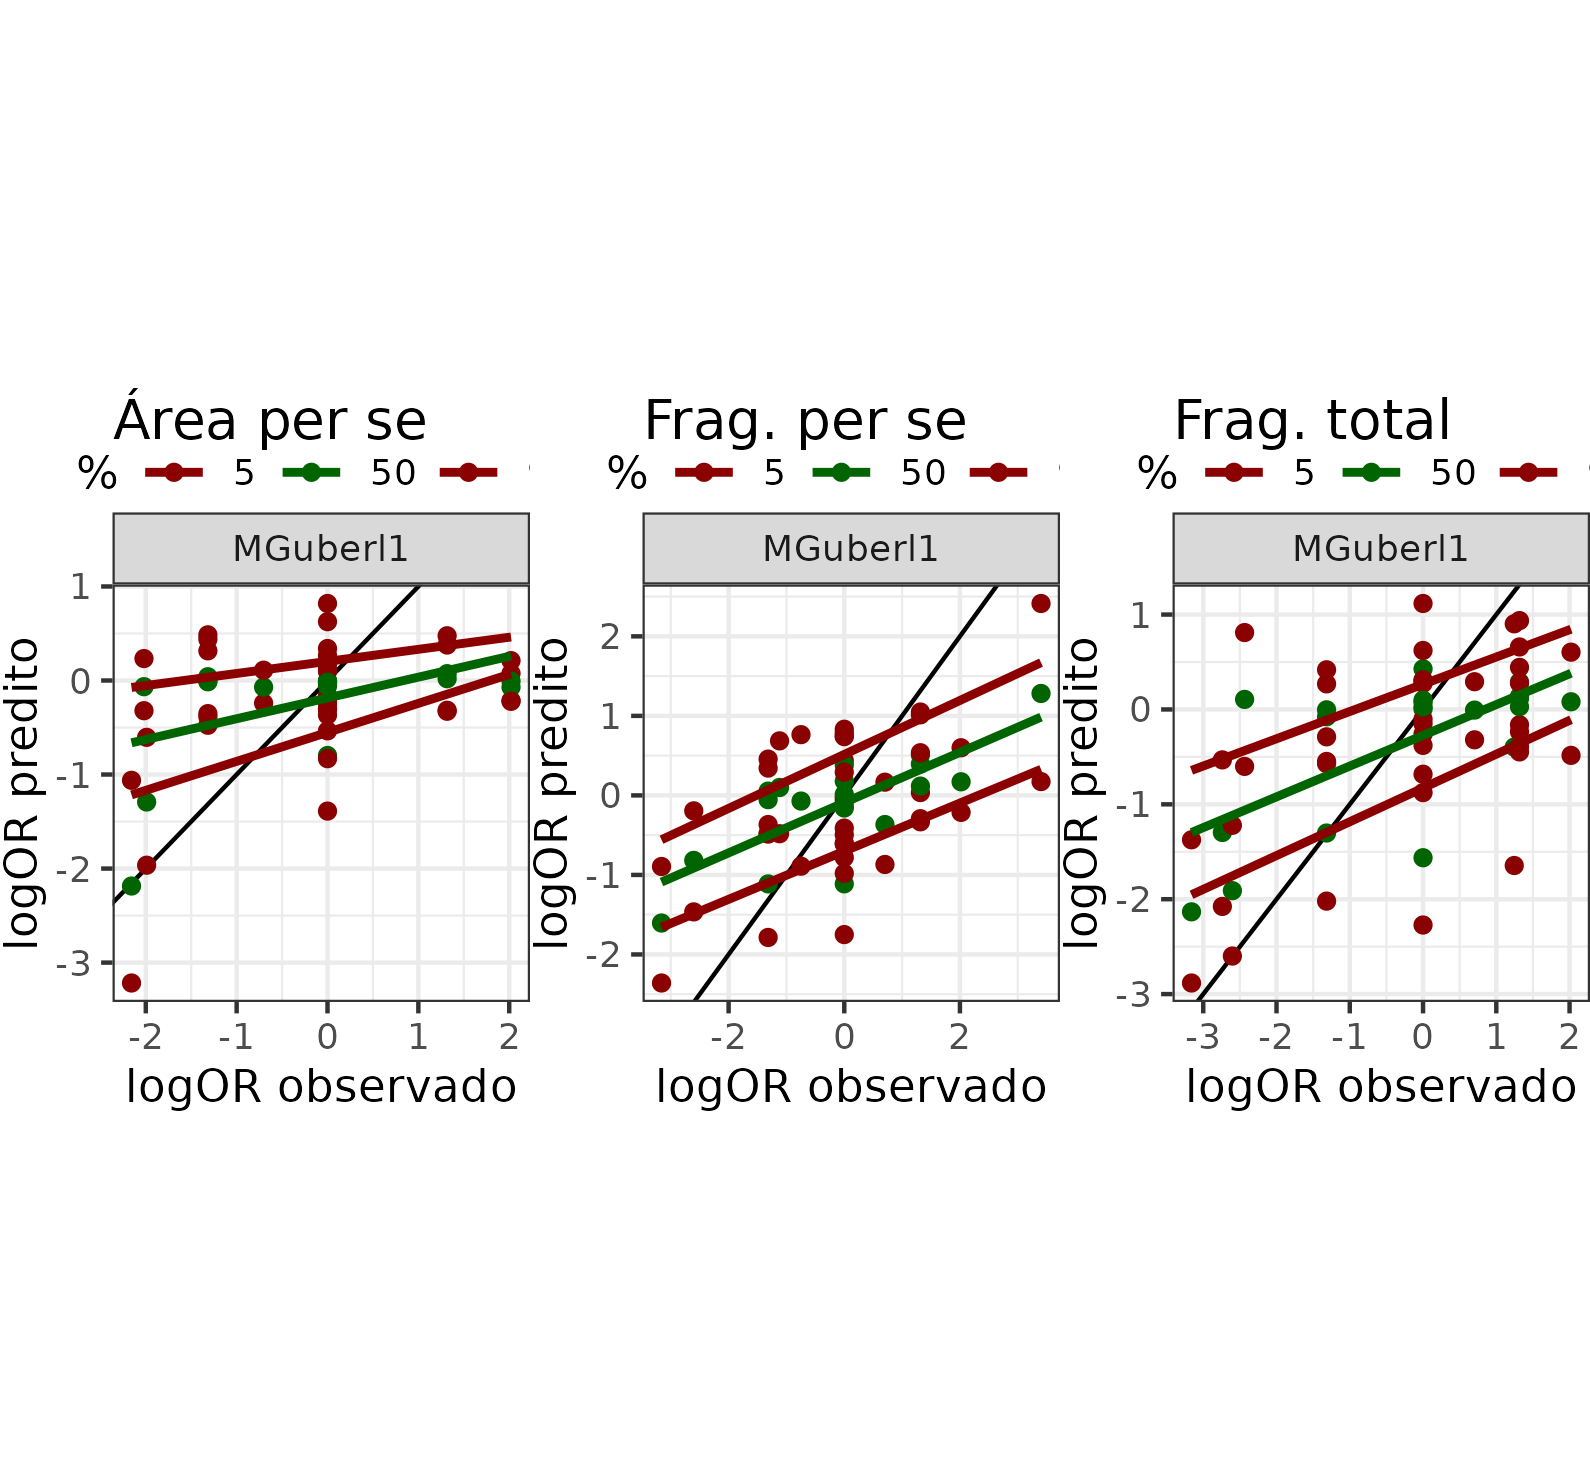 Área per se
% 5 50
MGuberl1
logOR predito
1
0
-1
-2
-3
-2 -1 0 1 2
logOR observado
Frag. per se
% 5 50
MGuberl1
logOR predito
2
1
0
-1
-2
-2 0 2
logOR observado
Frag. total
% 5 50
MGuberl1
logOR predito
1
0
-1
-2
-3
-3 -2 -1 0 1 2
logOR observado